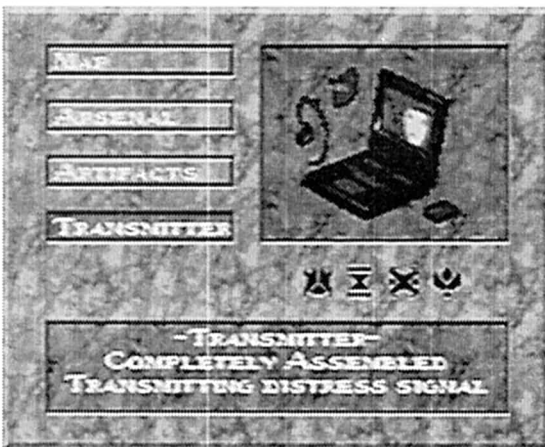 MAP
ARSENAL
ARTIFACTS
TRANSMITTER
-TRANSMITTER-
COMPLETELY ASSEMBLED
TRANSMITTING DISTRESS SIGNAL